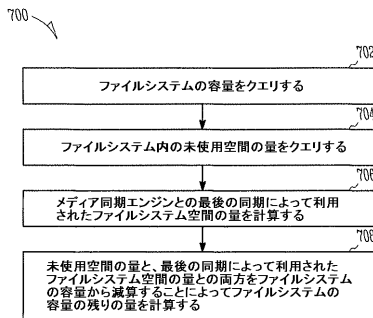 700
702
ファイルシステムの容量をクエリする
704
ファイルシステム内の未使用空間の量をクエリする
706
メディア同期エンジンとの最後の同期によって利用
されたファイルシステム空間の量を計算する
708
未使用空間の量と、最後の同期によって利用された
ファイルシステム空間の量との両方をファイルシステム
の容量から減算することによってファイルシステムの
容量の残りの量を計算する